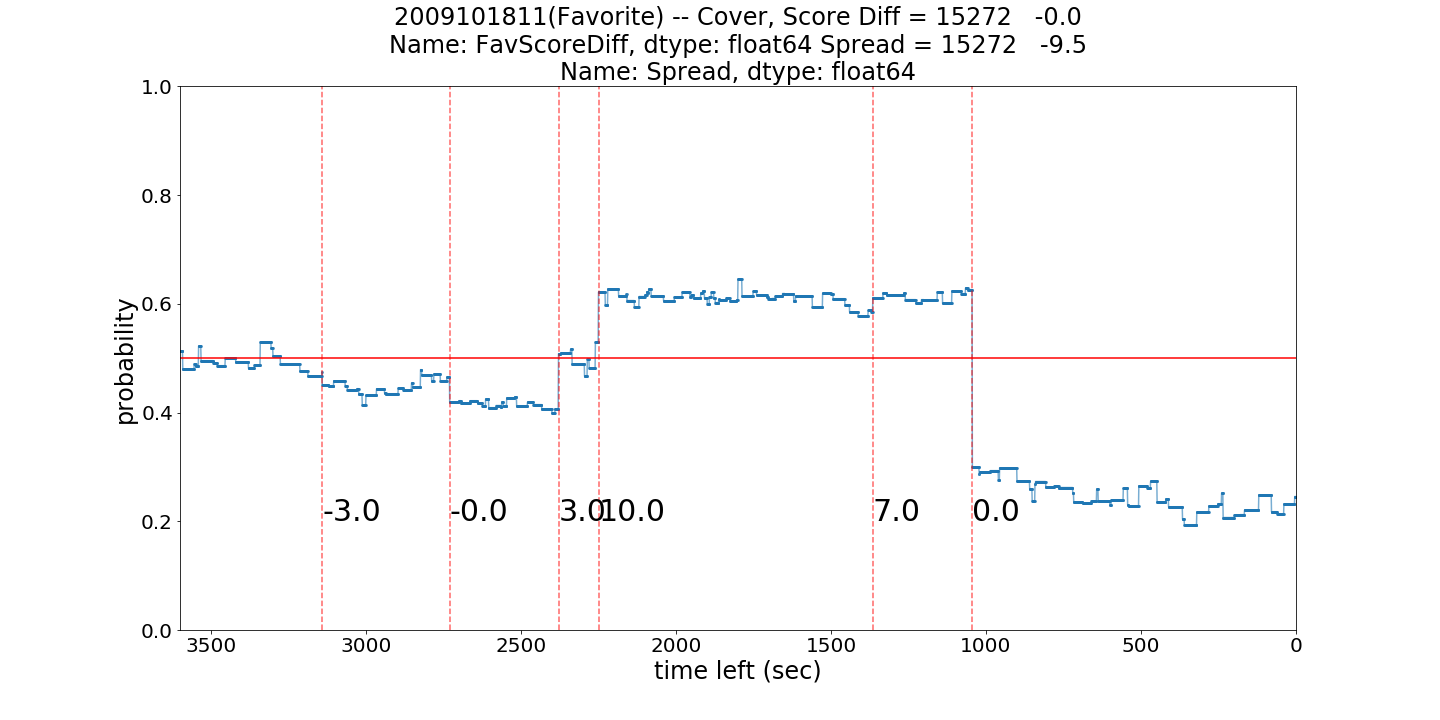 2009101811(Favorite) -- Cover, Score Diff = 15272   -0.0
Name: FavScoreDiff, dtype: float64 Spread = 15272   -9.5
Name: Spread, dtype: float64
1.0
0.8
0.6
0.4
0.2
0.0
probability
-3.0
-0.0
3.0
10.0
7.0
0.0
3500 3000 2500 2000 1500 1000 500 0
time left (sec)